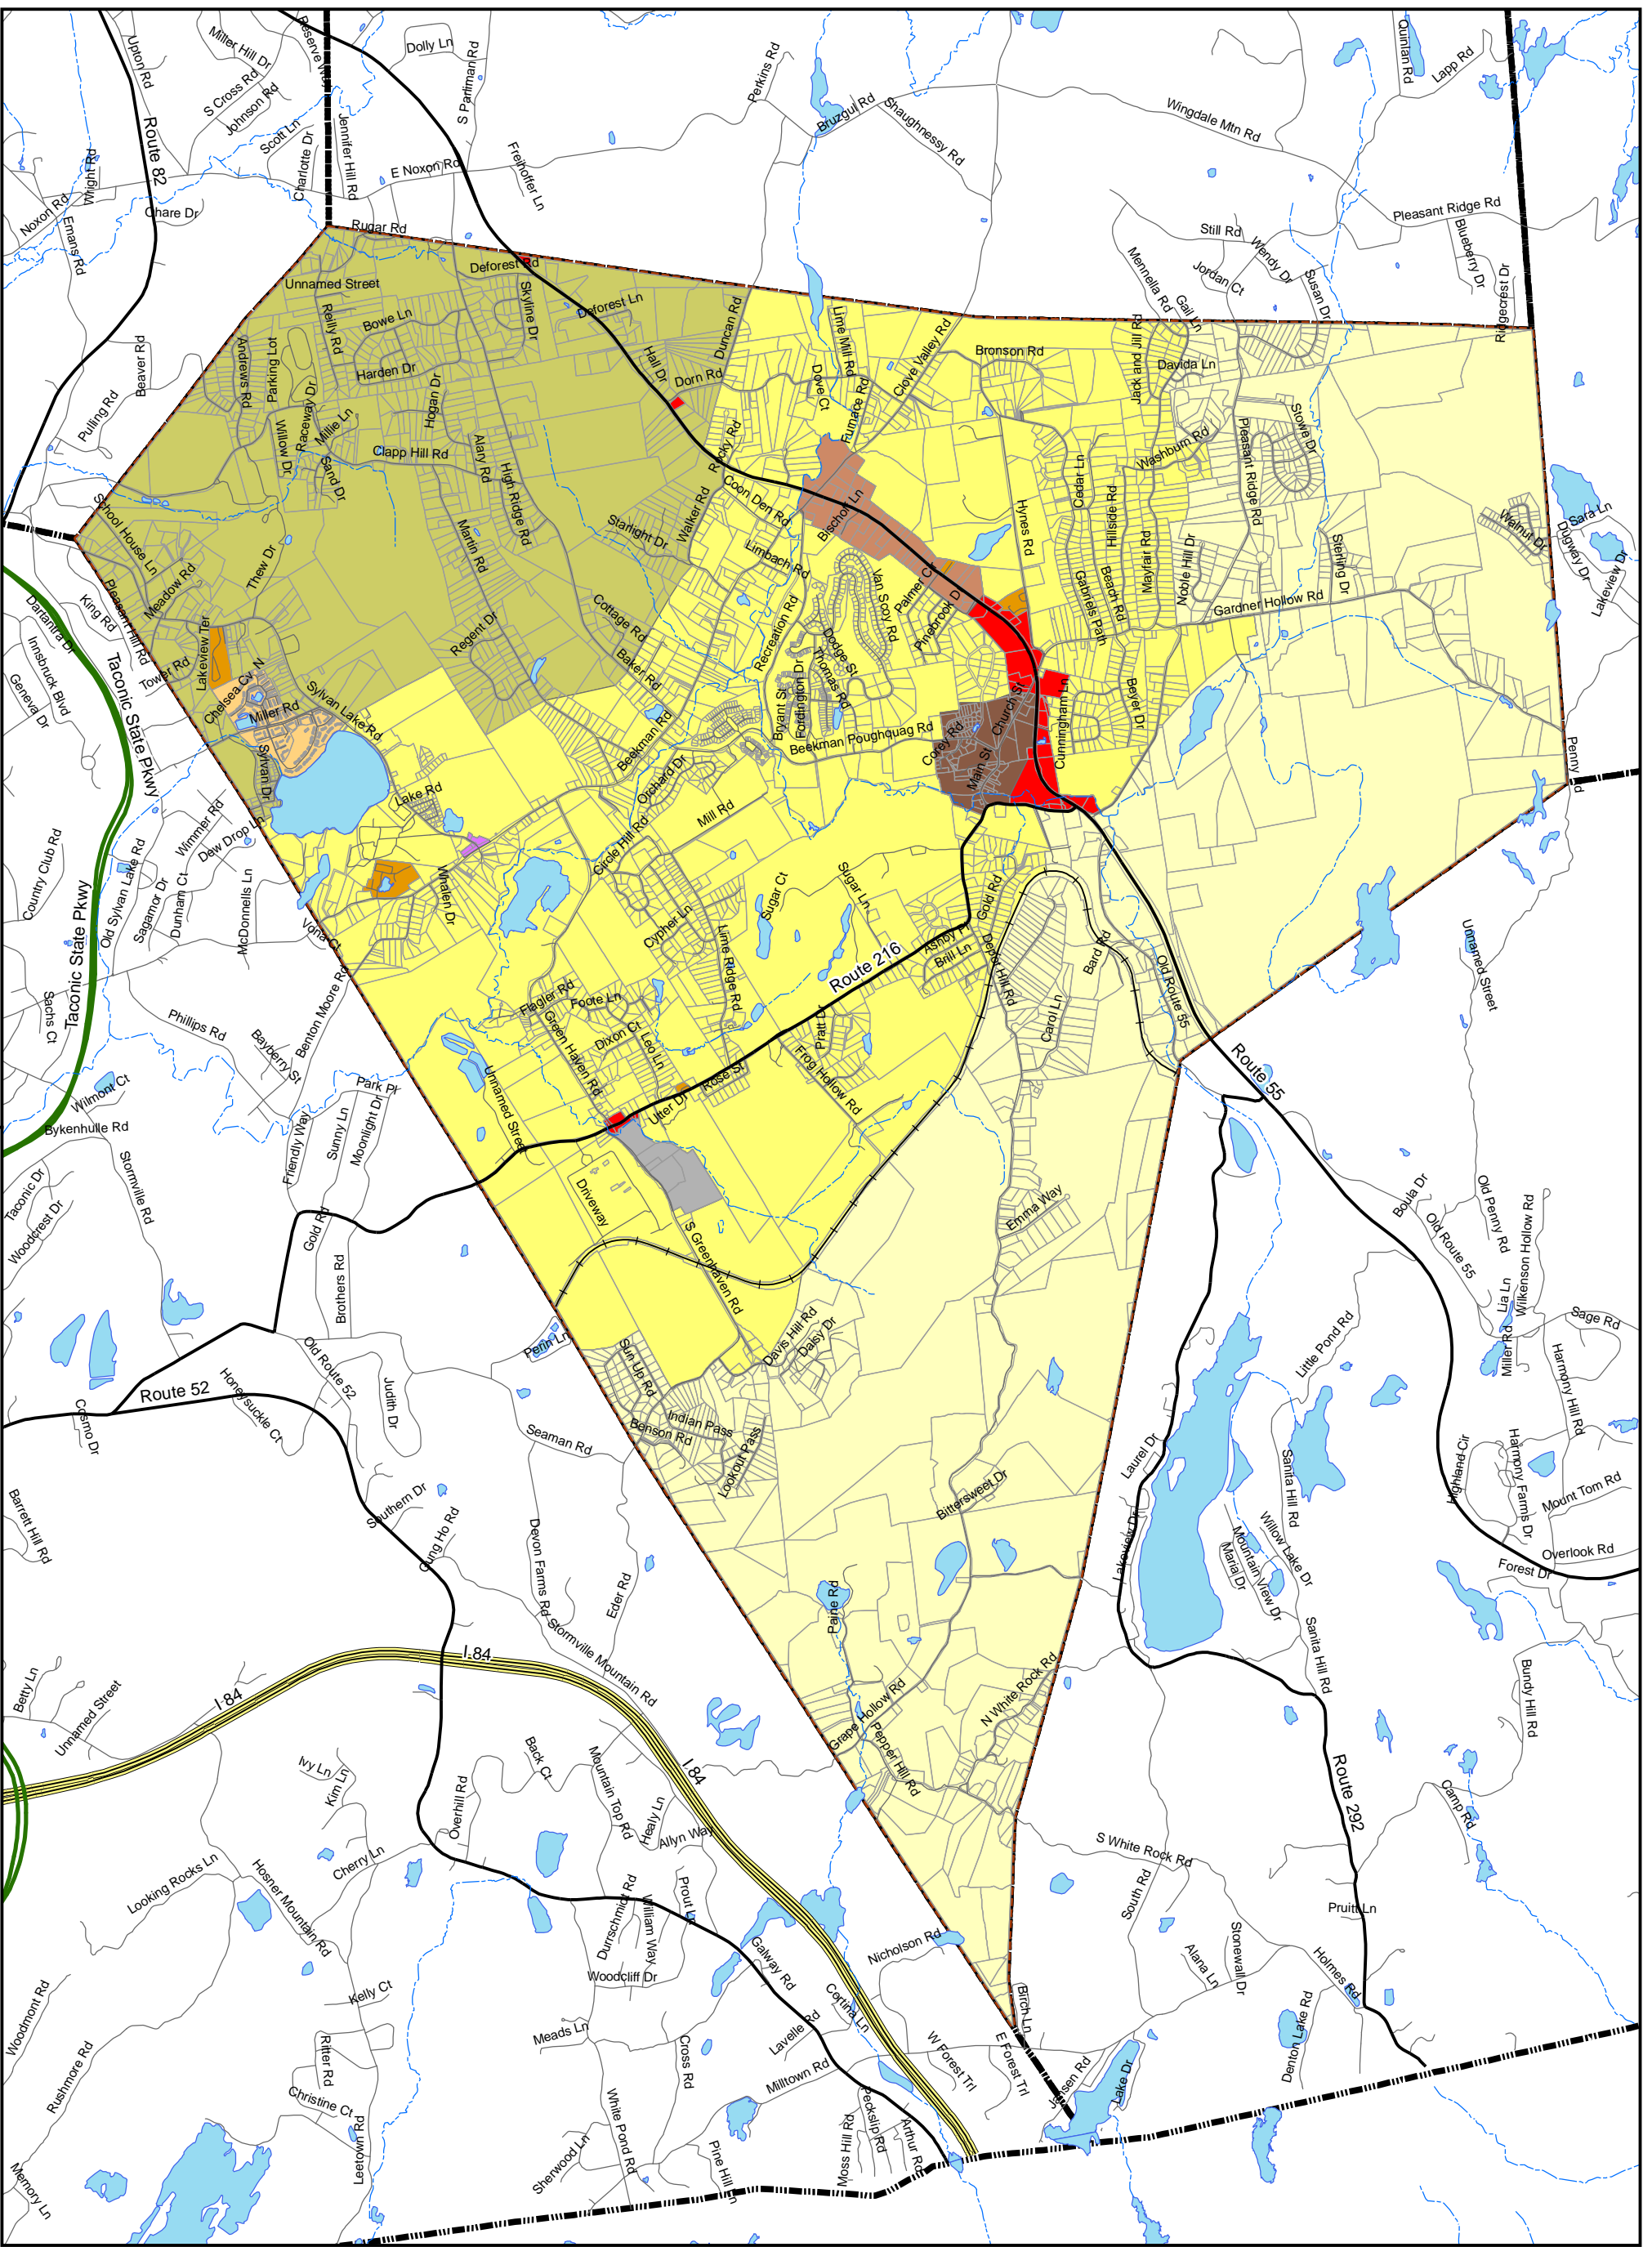 Upton Rd
Miller Hill Dr
Dolly Ln
S Parliman Rd
Perkins Rd
Quinlan Rd
Lapp Rd
S Cross Rd
Johnson Rd
Route 82
Scott Ln
Charlotte Dr
Jennifer Hill Rd
E Noxon Rd
Freihoffer Ln
Bruzgul Rd
Shaughnessy Rd
Wingdale Mtn Rd
Wright Rd
Noxon Rd
Emans Rd
Chare Dr
Rugar Rd
Still Rd
Pleasant Ridge Rd
Blueberry Dr
Wendy Dr
Jordan Ct
Mennella Rd
Susan Dr
Ridgecrest Dr
Gail Ln
Unnamed Street
Deforest Rd
Deforest Ln
Skyline Dr
Reilly Rd
Bowe Ln
Duncan Rd
Lime Mill Rd
Clove Valley Rd
Bronson Rd
Jack and Jill Rd
Davida Ln
Beaver Rd
Andrews Rd
Parking Lot
Harden Dr
Hall Dr
Dorn Rd
Dove Ct
Furnace Rd
Hogan Dr
Raceway Dr
Pulling Rd
Willow Dr
Millie Ln
Clapp Hill Rd
Sand Dr
Alary Rd
High Ridge Rd
Rocky Rd
Coon Den Rd
Bischoff Ln
Washburn Rd
Pleasant Ridge Rd
Stowe Dr
Cedar Ln
Hillside Rd
Hynes Rd
School House Ln
Martin Rd
Starlight Dr
Walker Rd
Limbach Rd
Walnut Dr
Sara Ln
Dugway Dr
Lakeview Dr
Thew Dr
Meadow Rd
Pleasant Hill Rd
King Rd
Dartantra Dr
Innsbruck Blvd
Geneva Dr
Taconic State Pkwy
Tower Rd
Lakeview Ter
Chelsea Cv N
Miller Rd
Sylvan Lake Rd
Sylvan Dr
Regent Dr
Cottage Rd
Baker Rd
Beekman Rd
Recreation Rd
Van Scoy Rd
Palmer Ct
Pinebrook D
Dodge St
Thomas Rd
Bryant St
Fordington Dr
Beekman Poughquag Rd
Corey Rd
Church St
Main St
Cunningham Ln
Beyer Dr
Gabriels Path
Beach Rd
Mayfair Rd
Noble Hill Dr
Gardner Hollow Rd
Sterling Dr
Penny Rd
Lake Rd
Orchard Dr
Mill Rd
Circle Hill Rd
Wimmer Rd
Dew Drop Ln
Old Sylvan Lake Rd
Sagamor Dr
Dunham Ct
McDonnells Ln
Country Club Rd
Taconic State Pkwy
Whalen Dr
Vona Ct
Cypher Ln
Lime Ridge Rd
Sugar Ct
Sugar Ln
Route 216
Ashby Pl
Brill Ln
Gold Rd
Depot Hill Rd
Bard Rd
Old Route 55
Carol Ln
Unnamed Street
Sachs Ct
Phillips Rd
Bayberry St
Benton Moore Rd
Flagler Rd
Foote Ln
Green Haven Rd
Dixon Ct
Leo Ln
Pratt Dr
Frog Hollow Rd
Rose St
Utter Dr
Unnamed Street
Route 55
Wilmont Ct
Bykenhulle Rd
Park Pl
Sunny Ln
Moonlight Dr
Friendly Way
Stormville Rd
Taconic Dr
Woodcrest Dr
Gold Rd
Brothers Rd
Driveway
S Greenhaven Rd
Emma Way
Boula Dr
Old Route 55
Old Penny Rd
Wilkenson Hollow Rd
Lia Ln
Miller Rd
Sage Rd
Harmony Hill Rd
Little Pond Rd
Perin Ln
Davis Hill Rd
Daisy Dr
Sun Up Rd
Indian Pass
Benson Rd
Lookout Pass
Old Route 52
Route 52
Honeysuckle Ct
Judith Dr
Cosmo Dr
Seaman Rd
Bittersweet Dr
Laurel Dr
Lakeview Dr
Sanita Hill Rd
Willow Lake Dr
Mountain View Dr
Maria Dr
Highland Cir
Harmony Farms Dr
Mount Tom Rd
Overlook Rd
Forest Dr
Barrett Hill Rd
Southern Dr
Gung Ho Rd
Devon Farms Rd
Eder Rd
Stormville Mountain Rd
Paine Rd
Sanita Hill Rd
Bundy Hill Rd
I 84
I 84
I 84
Betty Ln
Unnamed Street
Grape Hollow Rd
Pepper Hill Rd
N White Rock Rd
Ivy Ln
Kim Ln
Back Ct
Mountain Top Rd
Overhill Rd
Healy Ln
Allyn Way
Route 292
Camp Rd
S White Rock Rd
Looking Rocks Ln
Hosner Mountain Rd
Cherry Ln
Durrschmidt Rd
William Way
Prout Ln
Woodcliff Dr
Galway Rd
Nicholson Rd
South Rd
Alana Ln
Stonewall Dr
Holmes Rd
Pruitt Ln
Woodmont Rd
Kelly Ct
Meads Ln
Cross Rd
Lavelle Rd
Cortina Ln
Milltown Rd
W Forest Trl
E Forest Trl
Birch Ln
Jensen Rd
Lake Dr
Denton Lake Rd
Rushmore Rd
Ritter Rd
Christine Ct
Leetown Rd
White Pond Rd
Sherwood Ln
Pine Hill Ln
Moss Hill Rd
Peckslip Rd
Arthur Rd
Memory Ln